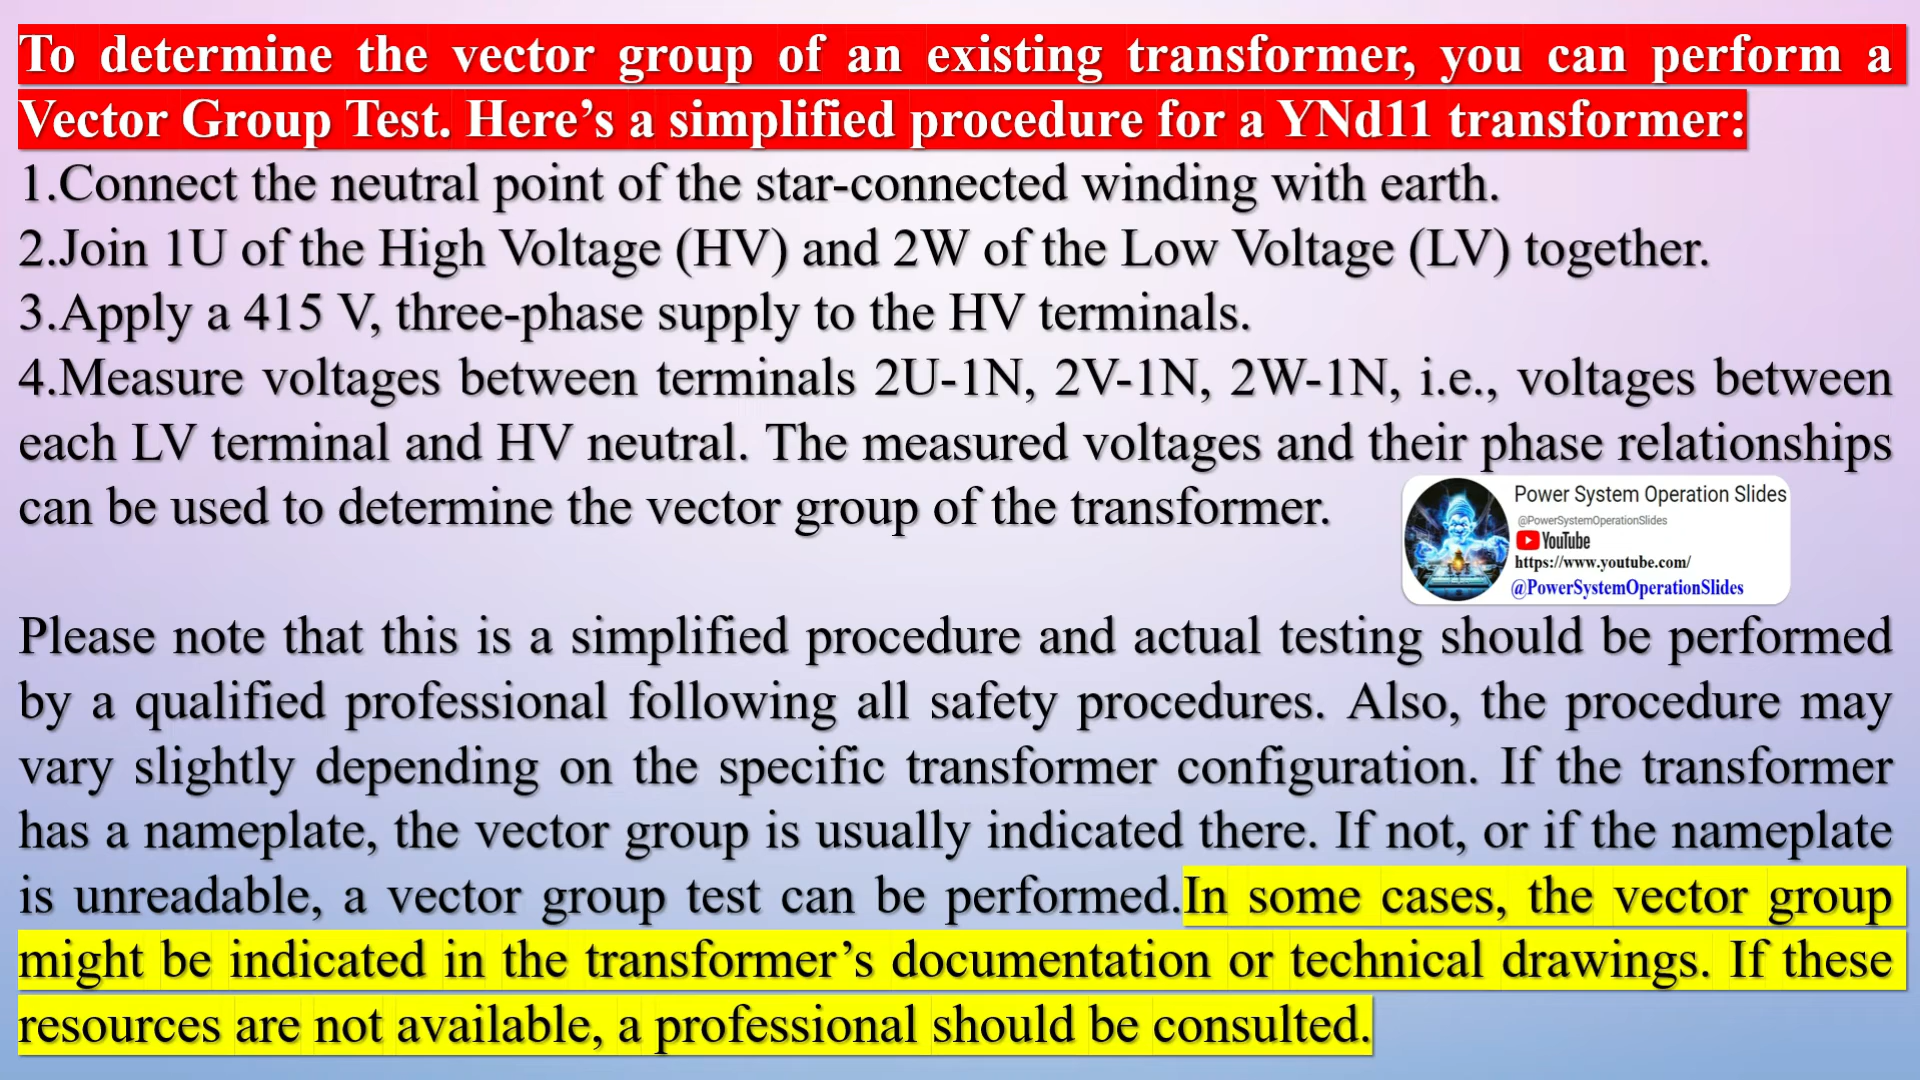 To determine the vector group of an existing transformer, you can perform a
Vector Group Test. Here’s a simplified procedure for a YNd11 transformer:
1.Connect the neutral point of the star-connected winding with earth.
2.Join 1U of the High Voltage (HV) and 2W of the Low Voltage (LV) together.
3.Apply a 415 V, three-phase supply to the HV terminals.
4.Measure voltages between terminals 2U-1N, 2V-1N, 2W-1N, i.e., voltages between
each LV terminal and HV neutral. The measured voltages and their phase relationships
can be used to determine the vector group of the transformer.
Power System Operation Slides
@PowerSystemOperationSlides
YouTube
https://www.youtube.com/
@PowerSystemOperationSlides
Please note that this is a simplified procedure and actual testing should be performed
by a qualified professional following all safety procedures. Also, the procedure may
vary slightly depending on the specific transformer configuration. If the transformer
has a nameplate, the vector group is usually indicated there. If not, or if the nameplate
is unreadable, a vector group test can be performed.In some cases, the vector group
might be indicated in the transformer’s documentation or technical drawings. If these
resources are not available, a professional should be consulted.